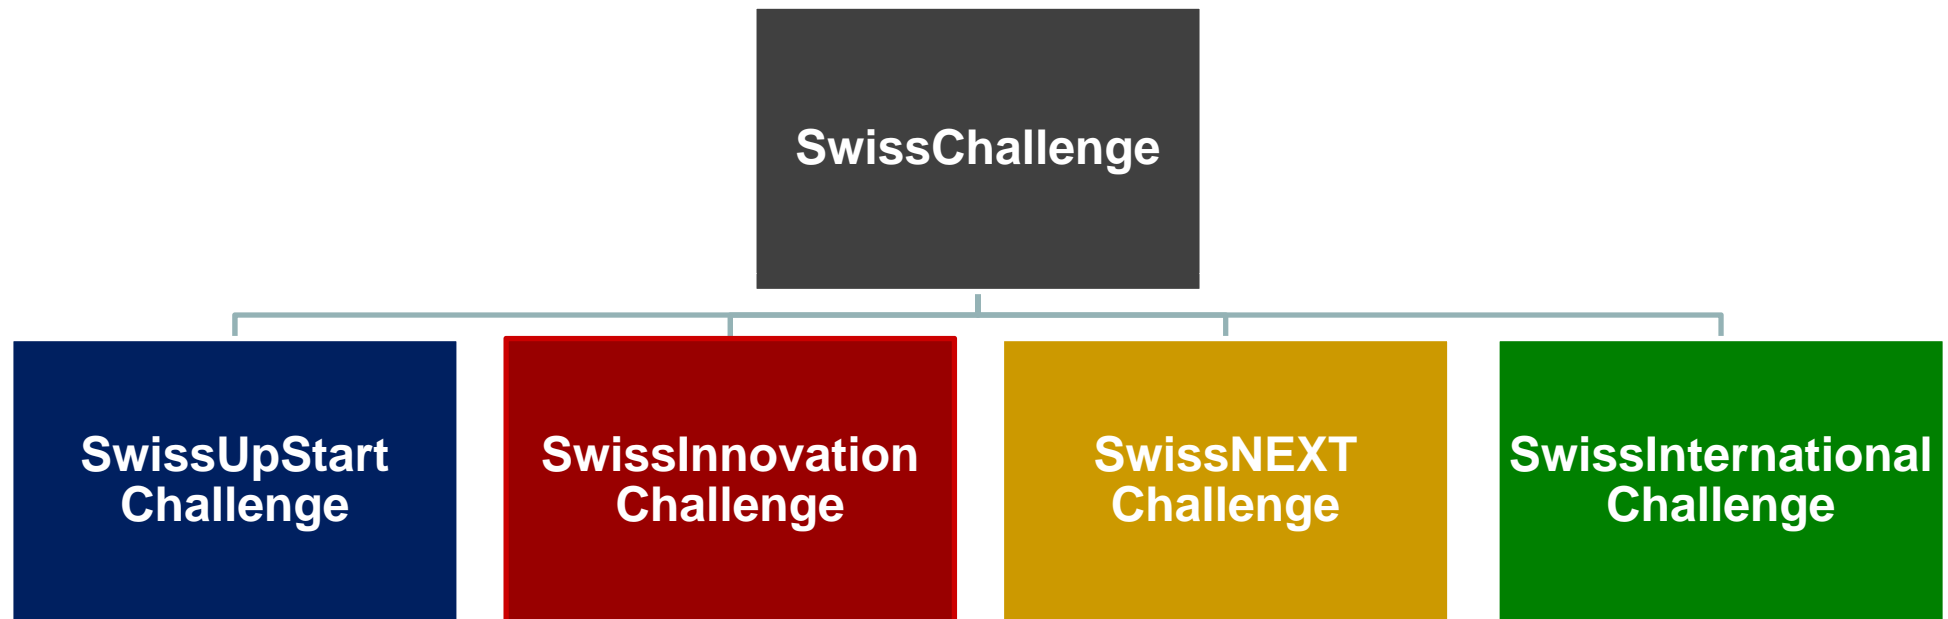 SwissChallenge
SwissUpStart
Challenge
SwissInnovation
Challenge
SwissNEXT
Challenge
SwissInternational
Challenge